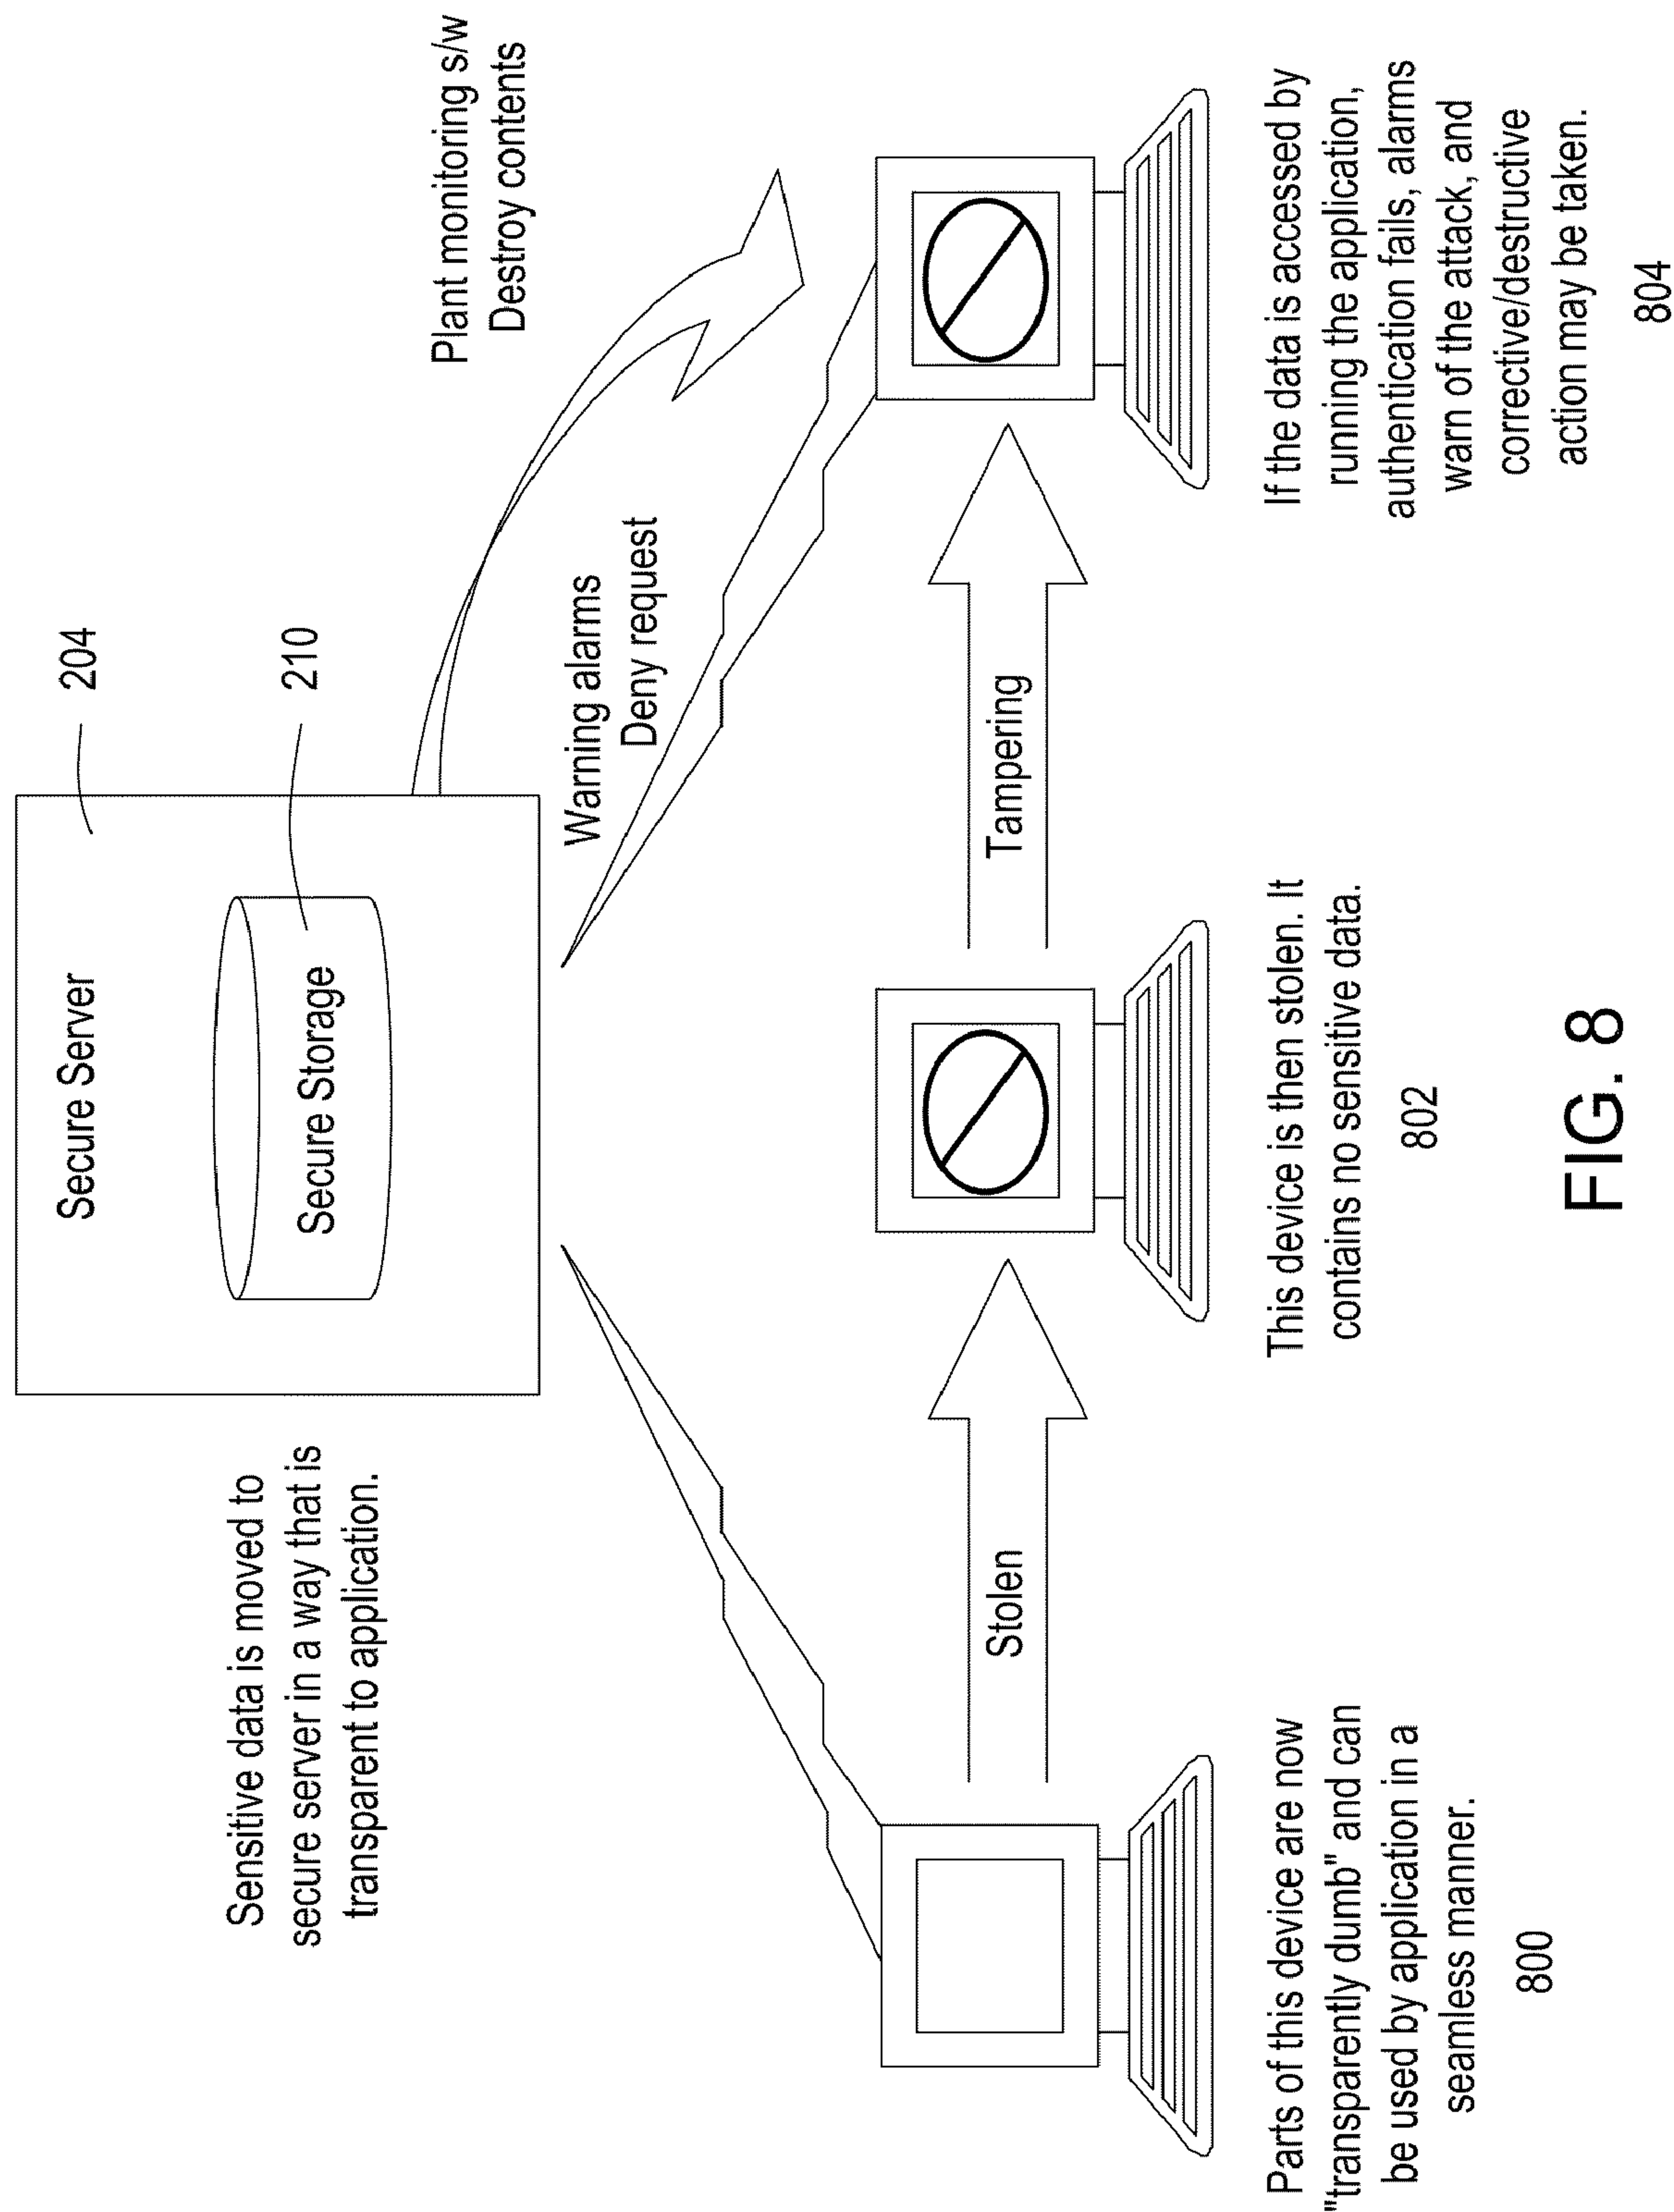 Secure Server
204
Secure Storage
210
Sensitive data is moved to
secure server in a way that is
transparent to application.
Plant monitoring s/w
Destroy contents
Warning alarms
Deny request
Stolen
Tampering
Parts of this device are now
"transparently dumb" and can
be used by application in a
seamless manner.
800
This device is then stolen. It
contains no sensitive data.
802
If the data is accessed by
running the application,
authentication fails, alarms
warn of the attack, and
corrective/destructive
action may be taken.
804
FIG. 8